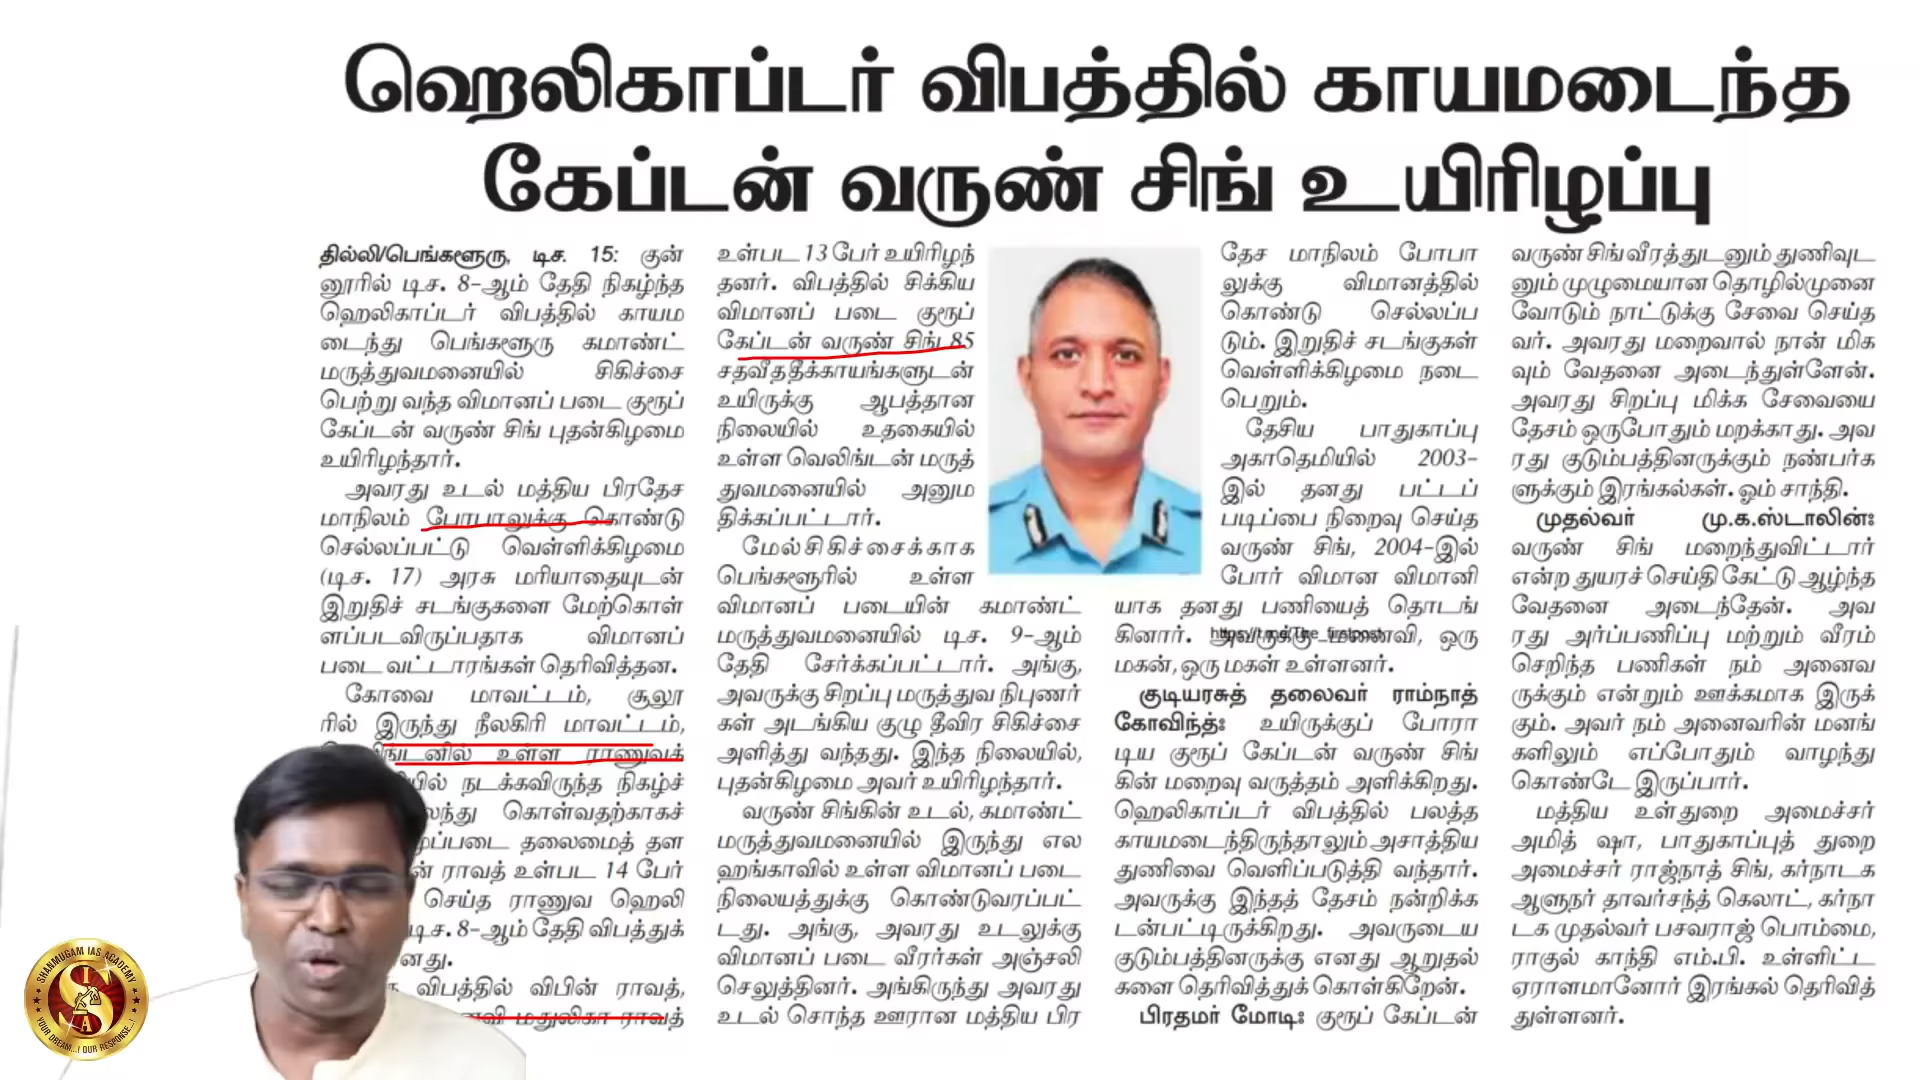 ஹெலிகாப்டர் விபத்தில் காயமடைந்த
கேப்டன் வருண் சிங் உயிரிழப்பு
தில்லி/பெங்களூரு, டிச. 15: குன்
னூரில் டிச. 8-ஆம் தேதி நிகழ்ந்த
ஹெலிகாப்டர் விபத்தில் காயம
டைந்து பெங்களூரு கமாண்ட்
மருத்துவமனையில் சிகிச்சை
பெற்று வந்த விமானப் படை குரூப்
கேப்டன் வருண் சிங் புதன்கிழமை
உயிரிழந்தார்.
அவரது உடல் மத்திய பிரதேச
மாநிலம் போபாலுக்கு கொண்டு
செல்லப்பட்டு வெள்ளிக்கிழமை
(டிச. 17) அரசு மரியாதையுடன்
இறுதிச் சடங்குகளை மேற்கொள்
ளப்படவிருப்பதாக விமானப்
படை வட்டாரங்கள் தெரிவித்தன.
கோவை மாவட்டம், சூலூ
ரில் இருந்து நீலகிரி மாவட்டம்,
உள்ள ராணுவக்
நடக்கவிருந்த நிகழ்ச்
கொள்வதற்காகச்
தலைமைத் தள
ராவத் உள்பட 14 பேர்
செய்த ராணுவ ஹெலி
டிச. 8-ஆம் தேதி விபத்துக்
விபத்தில் விபின் ராவத்,
மதுலிகா ராவத்
உள்பட 13 பேர் உயிரிழந்
தனர். விபத்தில் சிக்கிய
விமானப் படை குரூப்
கேப்டன் வருண் சிங் 85
சதவீத தீக்காயங்களுடன்
உயிருக்கு ஆபத்தான
நிலையில் உதகையில்
உள்ள வெலிங்டன் மருத்
துவமனையில் அனும
திக்கப்பட்டார்.
மேல்சிகிச்சைக்காக
பெங்களூரில் உள்ள
விமானப் படையின் கமாண்ட்
மருத்துவமனையில் டிச. 9-ஆம்
தேதி சேர்க்கப்பட்டார். அங்கு,
அவருக்கு சிறப்பு மருத்துவ நிபுணர்
கள் அடங்கிய குழு தீவிர சிகிச்சை
அளித்து வந்தது. இந்த நிலையில்,
புதன்கிழமை அவர் உயிரிழந்தார்.
வருண் சிங்கின் உடல், கமாண்ட்
மருத்துவமனையில் இருந்து எல
ஹங்காவில் உள்ள விமானப் படை
நிலையத்துக்கு கொண்டுவரப்பட்
டது. அங்கு, அவரது உடலுக்கு
விமானப் படை வீரர்கள் அஞ்சலி
செலுத்தினர். அங்கிருந்து அவரது
உடல் சொந்த ஊரான மத்திய பிர
தேச மாநிலம் போபா
லுக்கு விமானத்தில்
கொண்டு செல்லப்ப
டும். இறுதிச் சடங்குகள்
வெள்ளிக்கிழமை நடை
பெறும்.
தேசிய பாதுகாப்பு
அகாதெமியில் 2003-
இல் தனது பட்டப்
படிப்பை நிறைவு செய்த
வருண் சிங், 2004-இல்
போர் விமான விமானி
யாக தனது பணியைத் தொடங்
கினார். அவருக்கு மனைவி, ஒரு
https://t.me/The_firstpost
மகன், ஒரு மகள் உள்ளனர்.
குடியரசுத் தலைவர் ராம்நாத்
கோவிந்த்: உயிருக்குப் போரா
டிய குரூப் கேப்டன் வருண் சிங்
கின் மறைவு வருத்தம் அளிக்கிறது.
ஹெலிகாப்டர் விபத்தில் பலத்த
காயமடைந்திருந்தாலும் அசாத்திய
துணிவை வெளிப்படுத்தி வந்தார்.
அவருக்கு இந்தத் தேசம் நன்றிக்க
டன்பட்டிருக்கிறது. அவருடைய
குடும்பத்தினருக்கு எனது ஆறுதல்
களை தெரிவித்துக் கொள்கிறேன்.
பிரதமர் மோடி: குரூப் கேப்டன்
வருண் சிங் வீரத்துடனும் துணிவுட
னும் முழுமையான தொழில்முனை
வோடும் நாட்டுக்கு சேவை செய்த
வர். அவரது மறைவால் நான் மிக
வும் வேதனை அடைந்துள்ளேன்.
அவரது சிறப்பு மிக்க சேவையை
தேசம் ஒருபோதும் மறக்காது. அவ
ரது குடும்பத்தினருக்கும் நண்பர்க
ளுக்கும் இரங்கல்கள். ஓம் சாந்தி.
முதல்வர் மு.க.ஸ்டாலின்:
வருண் சிங் மறைந்துவிட்டார்
என்ற துயரச் செய்தி கேட்டு ஆழ்ந்த
வேதனை அடைந்தேன். அவ
ரது அர்ப்பணிப்பு மற்றும் வீரம்
செறிந்த பணிகள் நம் அனைவ
ருக்கும் என்றும் ஊக்கமாக இருக்
கும். அவர் நம் அனைவரின் மனங்
களிலும் எப்போதும் வாழந்து
கொண்டே இருப்பார்.
மத்திய உள்துறை அமைச்சர்
அமித் ஷா, பாதுகாப்புத் துறை
அமைச்சர் ராஜ்நாத் சிங், கர்நாடக
ஆளுநர் தாவர்சந்த் கெலாட், கர்நா
டக முதல்வர் பசவராஜ் பொம்மை,
ராகுல் காந்தி எம்.பி. உள்ளிட்ட
ஏராளமானோர் இரங்கல் தெரிவித்
துள்ளனர்.
SHANMUGAM IAS ACADEMY
YOUR DREAM...! OUR RESPONSE...!